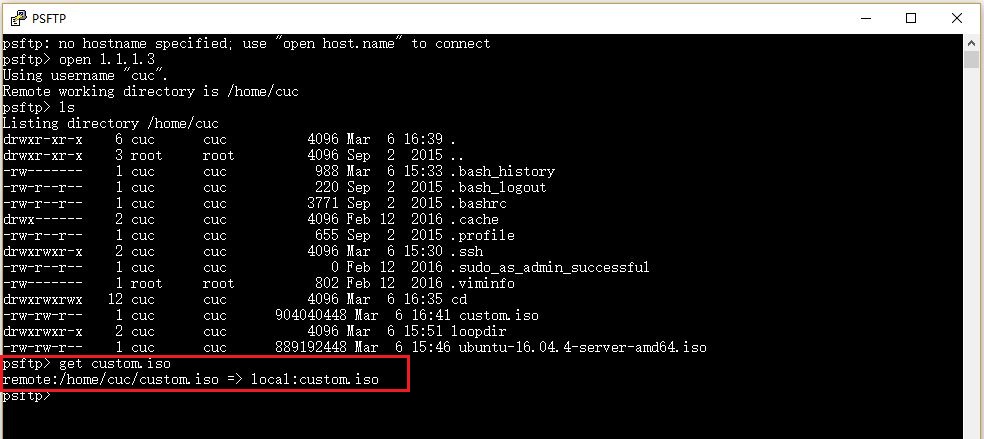 PSFTP
psftp: no hostname specified; use "open host.name" to connect
psftp> open 1.1.1.3
Using username "cuc".
Remote working directory is /home/cuc
psftp> ls
Listing directory /home/cuc
drwxr-xr-x    6 cuc      cuc          4096 Mar  6 16:39 .
drwxr-xr-x    3 root     root         4096 Sep  2  2015 ..
-rw-------    1 cuc      cuc           988 Mar  6 15:33 .bash_history
-rw-r--r--    1 cuc      cuc           220 Sep  2  2015 .bash_logout
-rw-r--r--    1 cuc      cuc          3771 Sep  2  2015 .bashrc
drwx------    2 cuc      cuc          4096 Feb 12  2016 .cache
-rw-r--r--    1 cuc      cuc           655 Sep  2  2015 .profile
drwxrwxr-x    2 cuc      cuc          4096 Mar  6 15:30 .ssh
-rw-r--r--    1 cuc      cuc             0 Feb 12  2016 .sudo_as_admin_successful
-rw-------    1 root     root          802 Feb 12  2016 .viminfo
drwxrwxrwx   12 cuc      cuc          4096 Mar  6 16:35 cd
-rw-rw-r--    1 cuc      cuc      904040448 Mar  6 16:41 custom.iso
drwxrwxr-x    2 cuc      cuc          4096 Mar  6 15:51 loopdir
-rw-rw-r--    1 cuc      cuc      889192448 Mar  6 15:46 ubuntu-16.04.4-server-amd64.iso
psftp> get custom.iso
remote:/home/cuc/custom.iso => local:custom.iso
psftp>